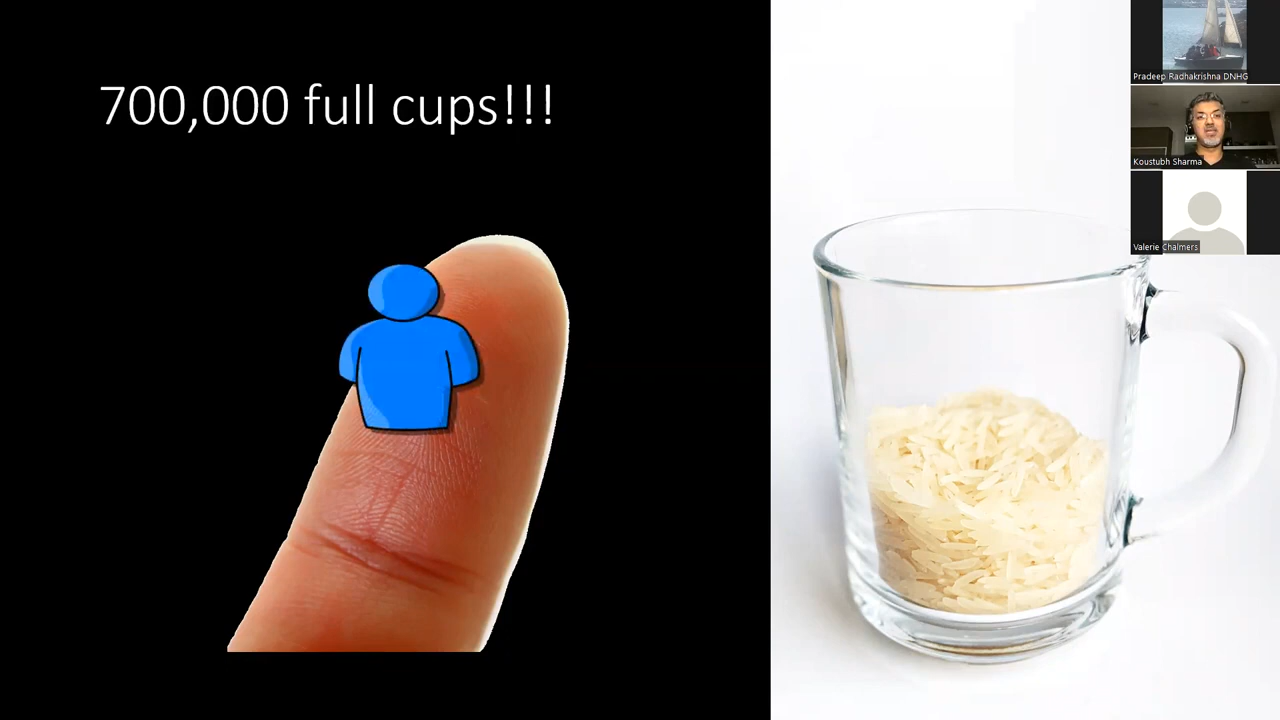 700,000 full cups!!!
Pradeep Radhakrishna DNHG
Koustubh Sharma
Valerie Chalmers